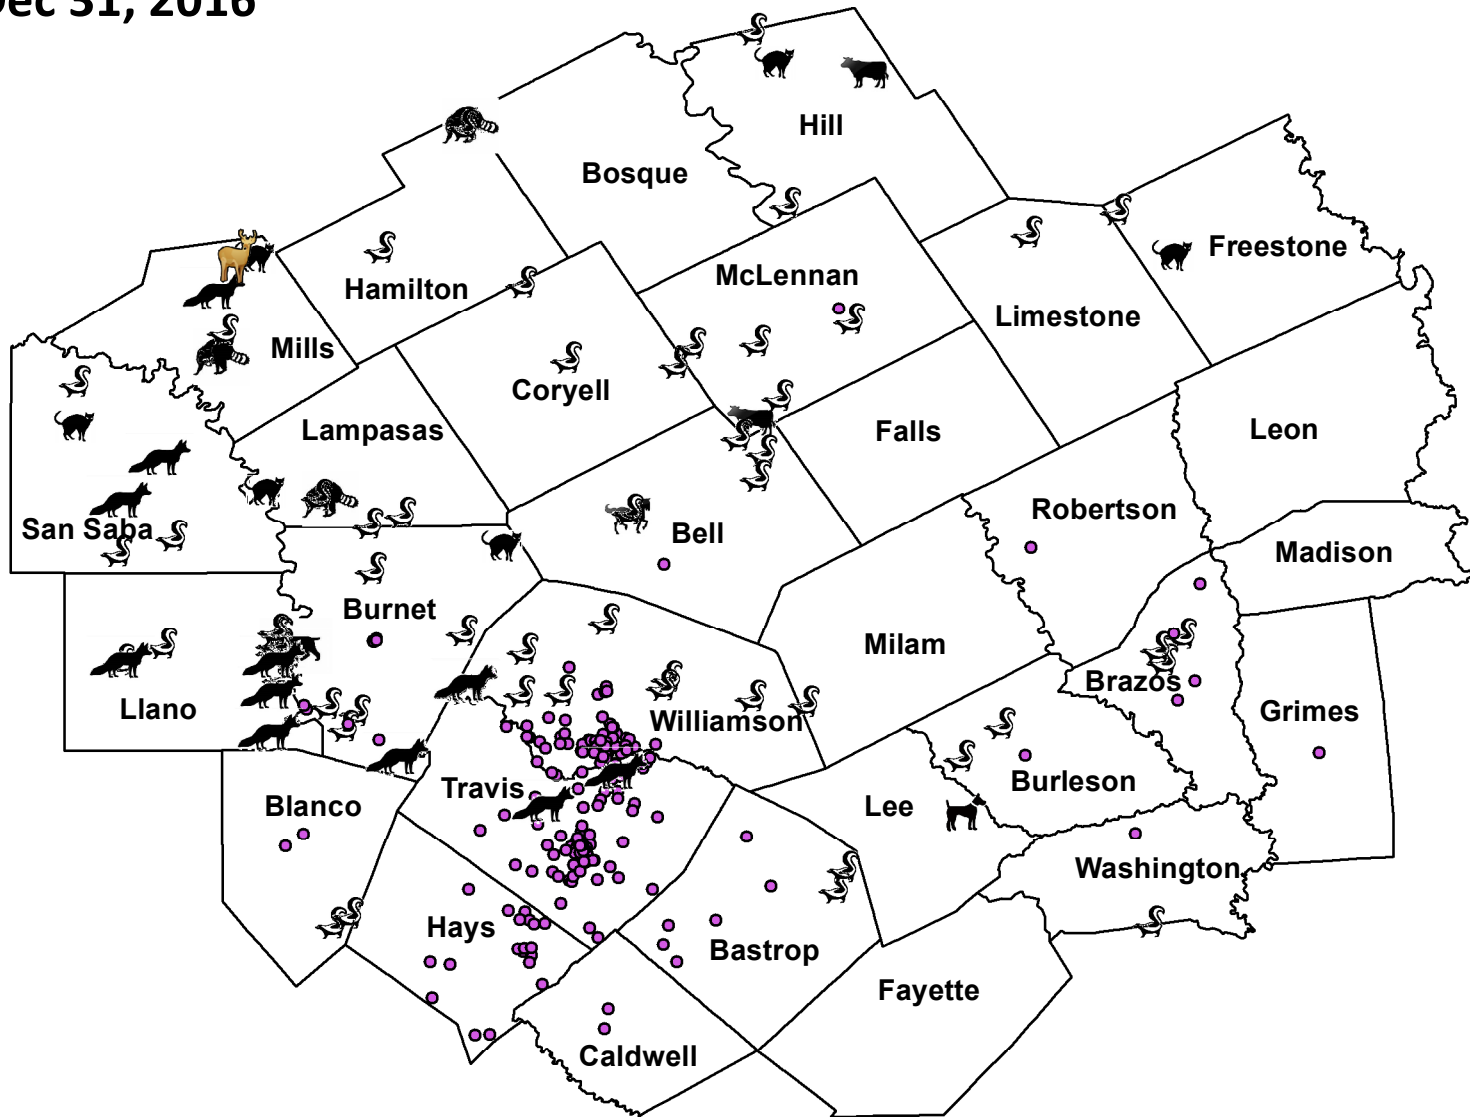 Dec 31, 2016
Hill
Bosque
Freestone
McLennan
Hamilton
Limestone
Mills
Coryell
Leon
Lampasas
Falls
San Saba
Robertson
Bell
Madison
Burnet
Milam
Brazos
Llano
Williamson
Grimes
Burleson
Travis
Blanco
Lee
Washington
Hays
Bastrop
Fayette
Caldwell